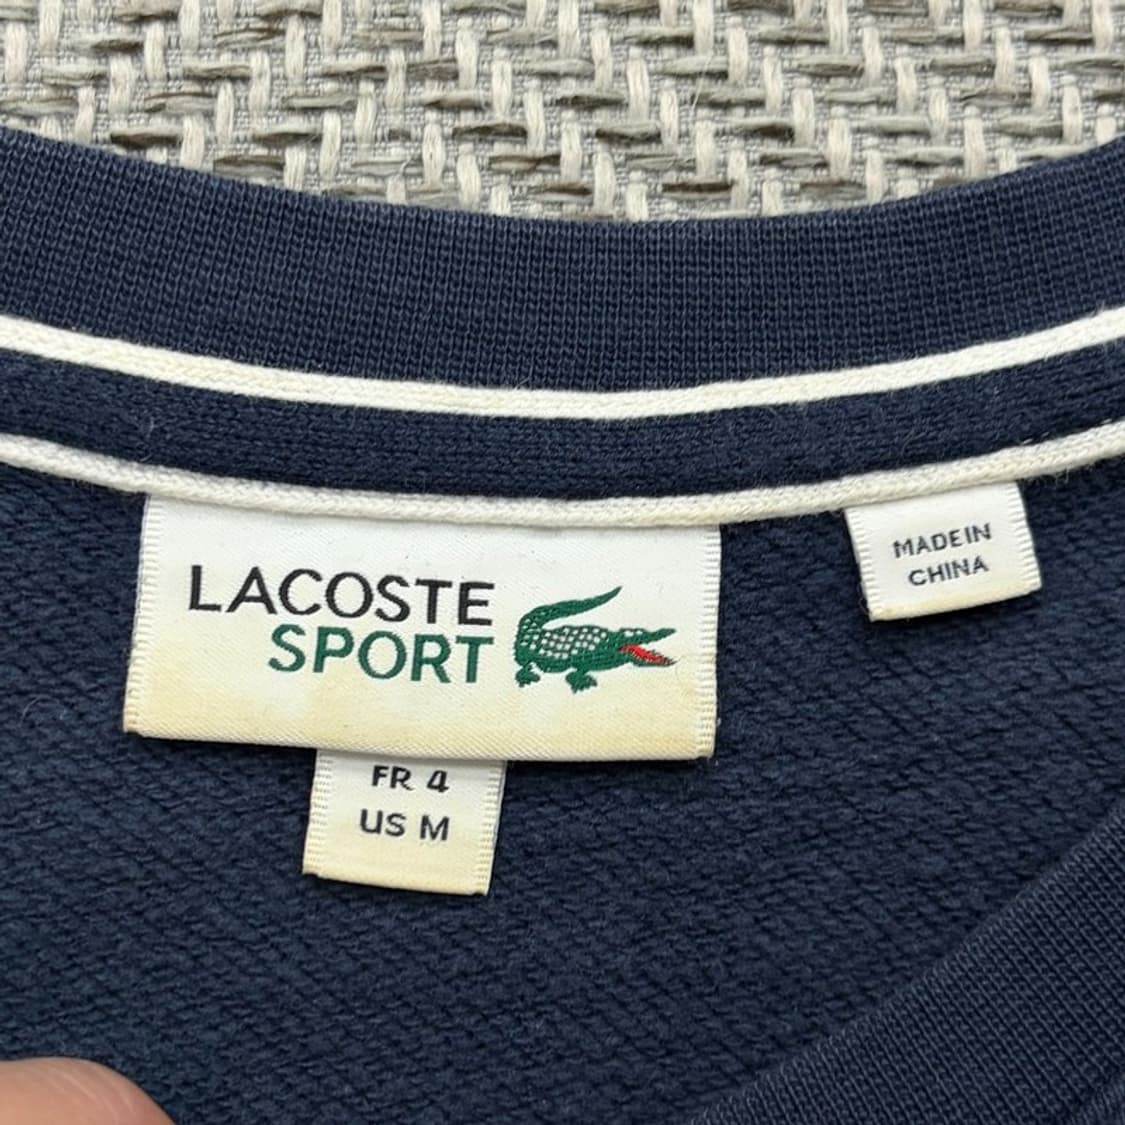 LACOSTE
SPORT
FR 4
US M
MADE IN
CHINA